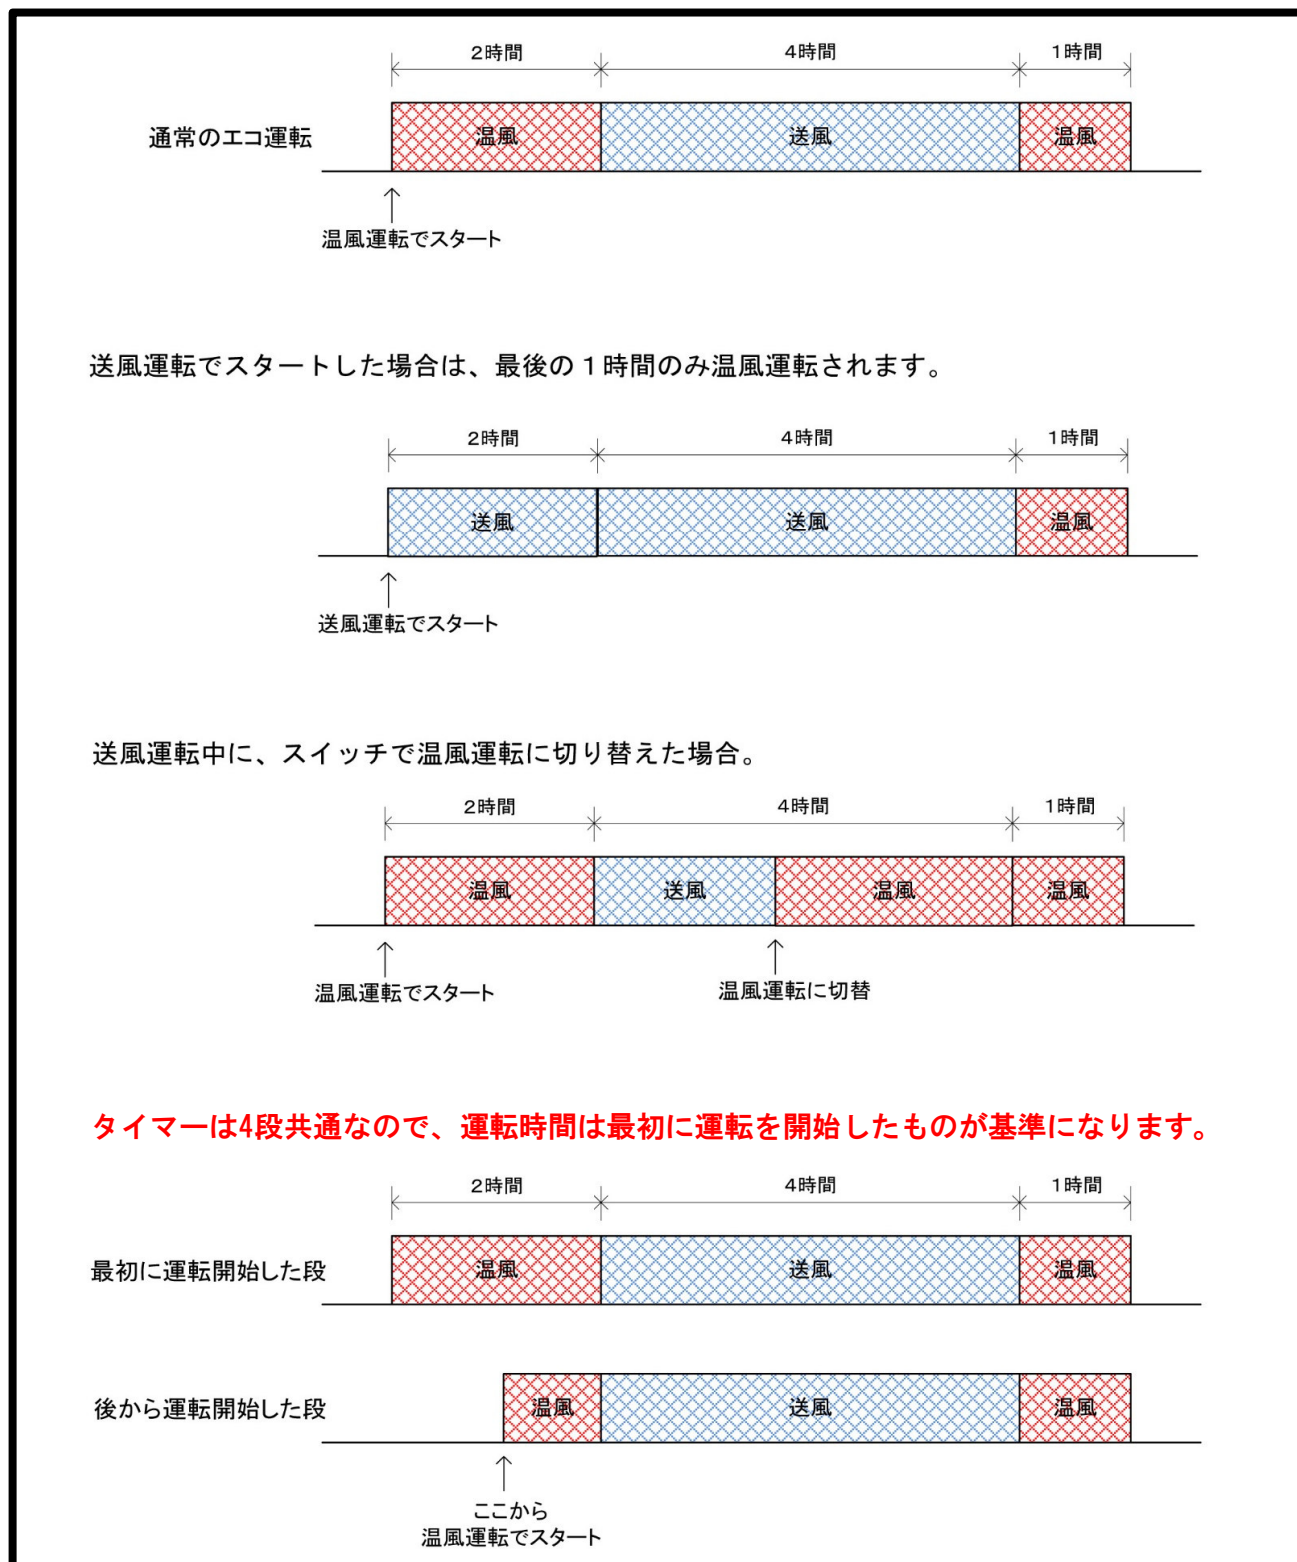 2時間 4時間 1時間
通常のエコ運転 温風 送風 温風
温風運転でスタート
送風運転でスタートした場合は、最後の１時間のみ温風運転されます。
2時間 4時間 1時間
送風 送風 温風
送風運転でスタート
送風運転中に、スイッチで温風運転に切り替えた場合。
2時間 4時間 1時間
温風 送風 温風 温風
温風運転でスタート 温風運転に切替
タイマーは4段共通なので、運転時間は最初に運転を開始したものが基準になります。
2時間 4時間 1時間
最初に運転開始した段 温風 送風 温風
後から運転開始した段 温風 送風 温風
ここから
温風運転でスタート